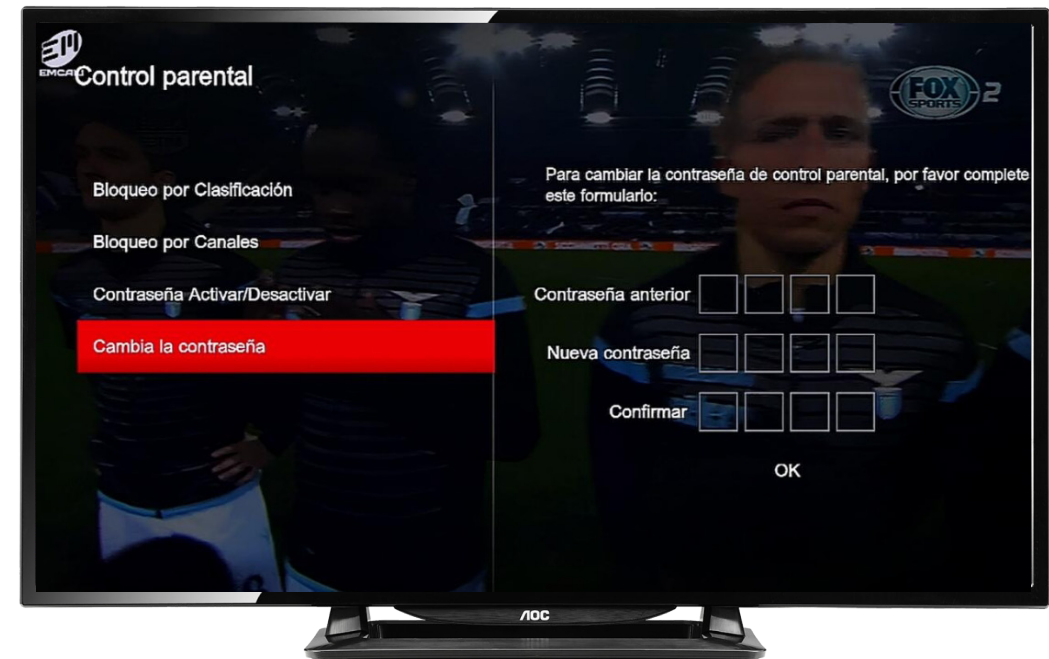 EM
EMCALI
Control parental
FOX
SPORTS 2
Bloqueo por Clasificación
Bloqueo por Canales
Contraseña Activar/Desactivar
Cambia la contraseña
Para cambiar la contraseña de control parental, por favor complete
este formulario:
Contraseña anterior
Nueva contraseña
Confirmar
OK
AOC